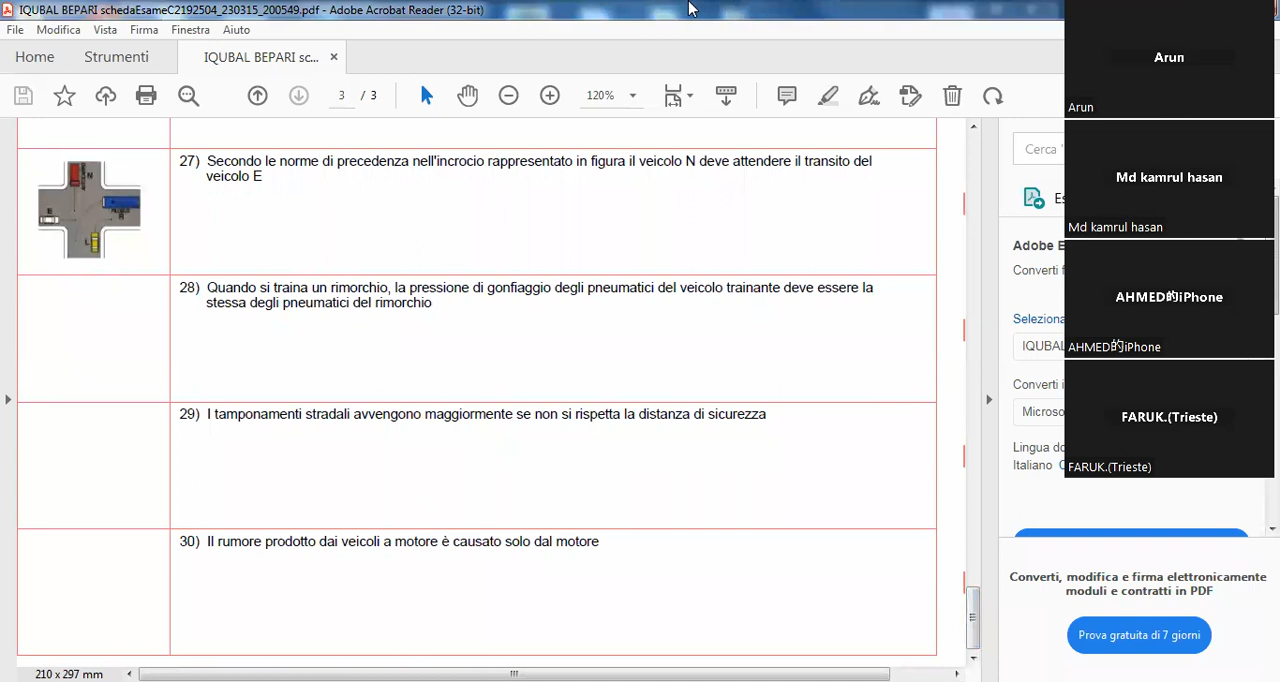 IQUBAL BEPARI schedaEsameC2192504_230315_200549.pdf - Adobe Acrobat Reader (32-bit)
File Modifica Vista Firma Finestra Aiuto
Home Strumenti IQUBAL BEPARI sc... ×
3 / 3 120%
27) Secondo le norme di precedenza nell'incrocio rappresentato in figura il veicolo N deve attendere il transito del
veicolo E
28) Quando si traina un rimorchio, la pressione di gonfiaggio degli pneumatici del veicolo trainante deve essere la
stessa degli pneumatici del rimorchio
29) I tamponamenti stradali avvengono maggiormente se non si rispetta la distanza di sicurezza
30) Il rumore prodotto dai veicoli a motore è causato solo dal motore
210 x 297 mm
Cerca
Es
Adobe E
Converti f
Seleziona
IQUBAL
Converti i
Microso
Lingua do
Italiano
Converti, modifica e firma elettronicamente
moduli e contratti in PDF
Prova gratuita di 7 giorni
Arun
Arun
Md kamrul hasan
Md kamrul hasan
AHMED的iPhone
AHMED的iPhone
FARUK.(Trieste)
FARUK.(Trieste)